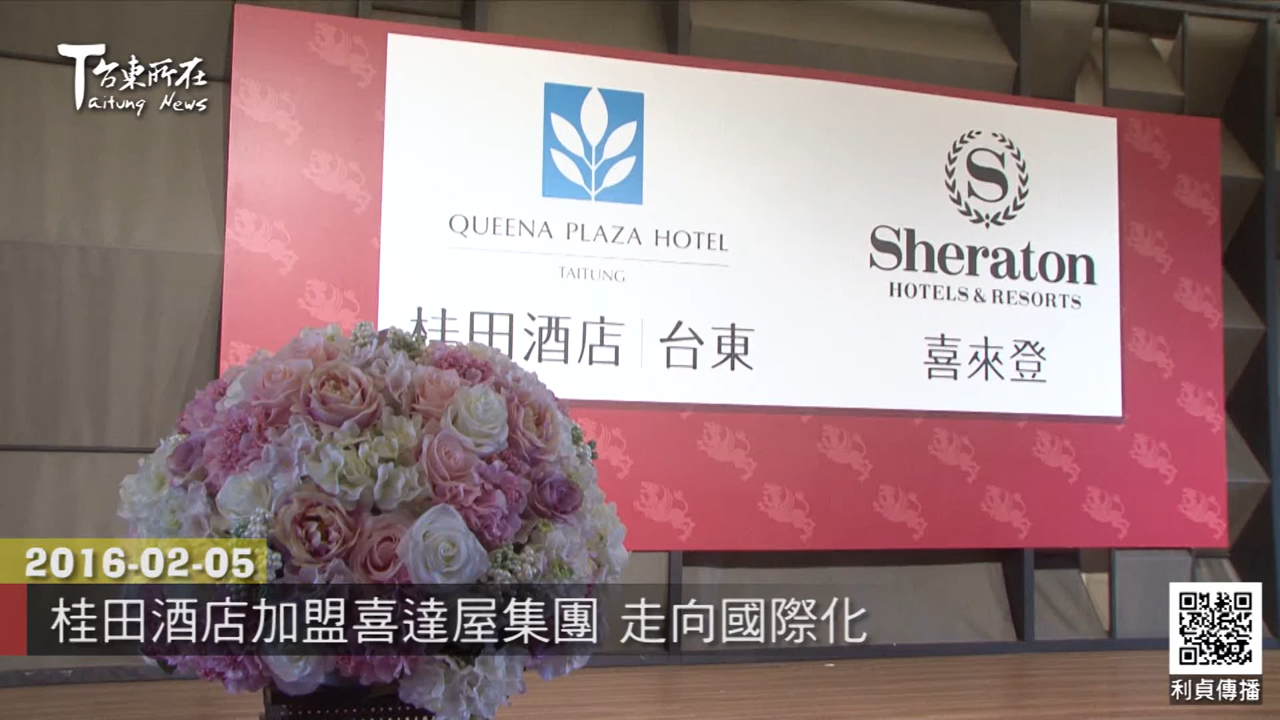 台東所在
Taitung News
QUEENA PLAZA HOTEL
TAITUNG
桂田酒店|台東
S
Sheraton
HOTELS & RESORTS
喜來登
2016-02-05
桂田酒店加盟喜達屋集團 走向國際化
利貞傳播